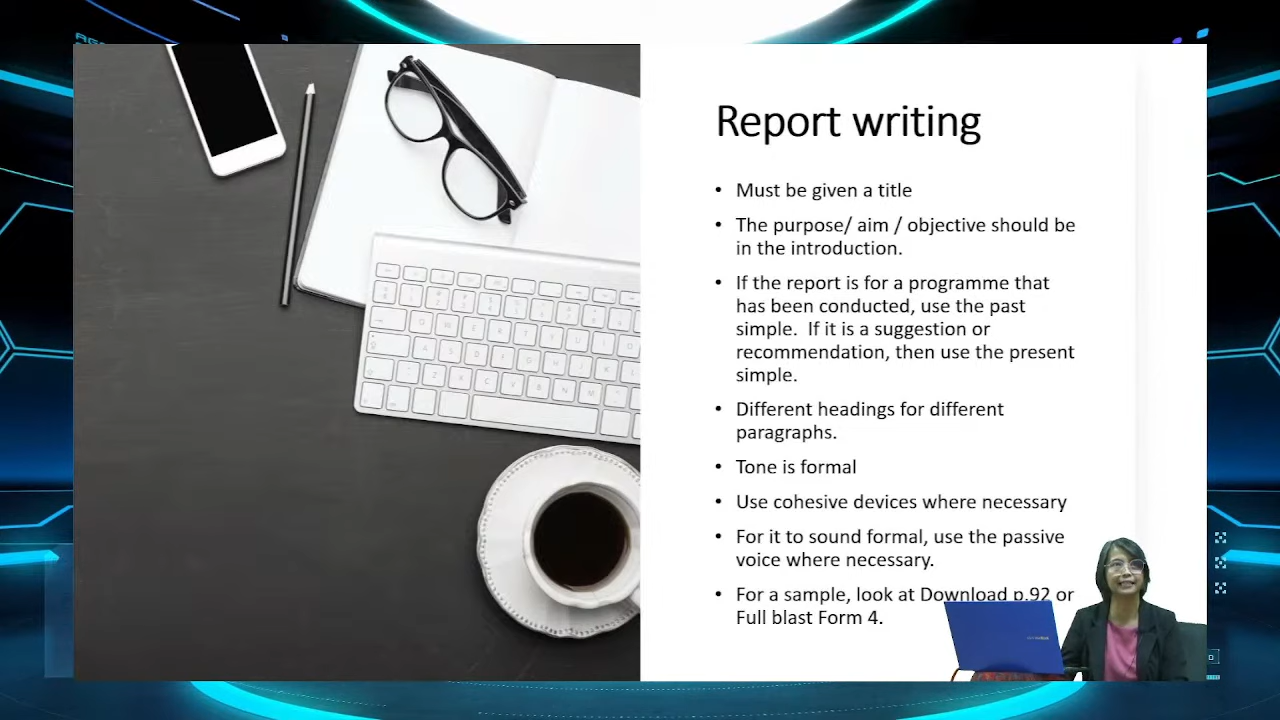 Report writing
• Must be given a title
• The purpose/ aim / objective should be
in the introduction.
• If the report is for a programme that
has been conducted, use the past
simple.  If it is a suggestion or
recommendation, then use the present
simple.
• Different headings for different
paragraphs.
• Tone is formal
• Use cohesive devices where necessary
• For it to sound formal, use the passive
voice where necessary.
• For a sample, look at Download p.92 or
Full blast Form 4.